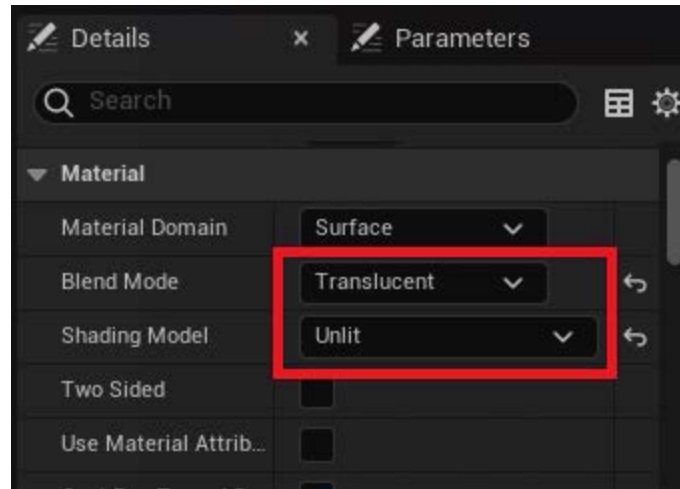 Details × Parameters
Search
Material
Material Domain Surface
Blend Mode Translucent
Shading Model Unlit
Two Sided
Use Material Attrib...